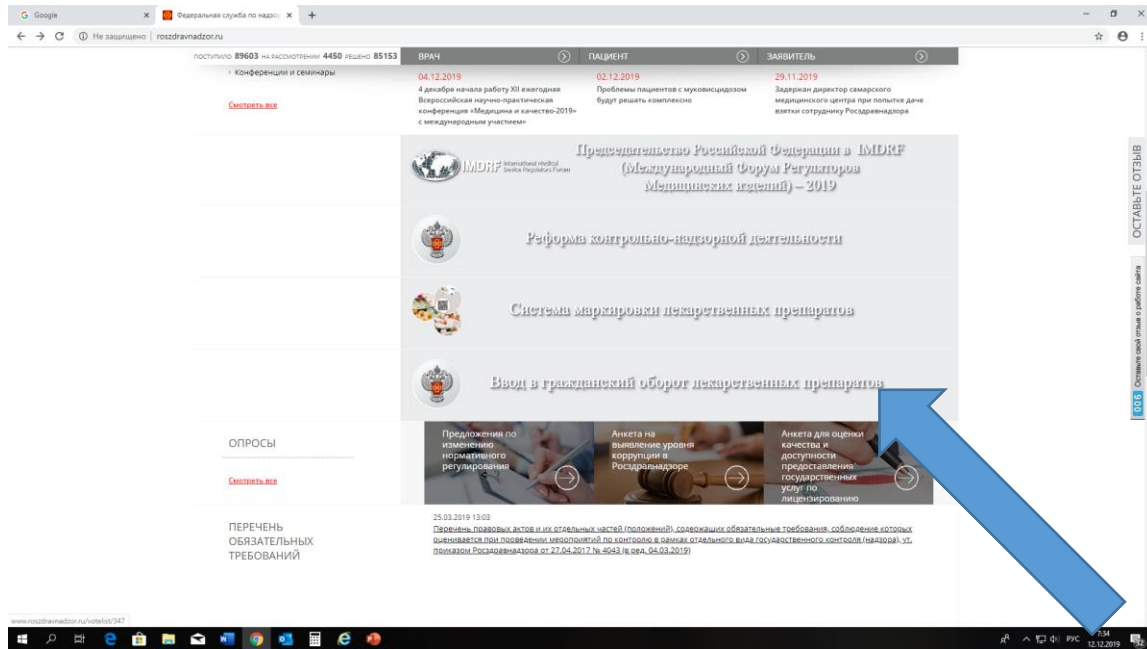 Google
Федеральная служба по надзо
Не защищено roszdravnadzor.ru
ПОСТУПИЛО 89603 НА РАССМОТРЕНИИ 4450 РЕШЕНО 85153
ВРАЧ
ПАЦИЕНТ
ЗАЯВИТЕЛЬ
Конференции и семинары
Смотреть все
04.12.2019
4 декабря начала работу XII ежегодная
Всероссийская научно-практическая
конференция «Медицина и качество-2019»
с международным участием»
02.12.2019
Проблемы пациентов с муковисцидозом
будут решать комплексно
29.11.2019
Задержан директор самарского
медицинского центра при попытке дачи
взятки сотруднику Росздравнадзора
IMDRF International Medical
Device Regulators Forum
Председательство Российской Федерации в IMDRF
(Международный Форум Регуляторов
Медицинских изделий) – 2019
Реформа контрольно-надзорной деятельности
Система маркировки лекарственных препаратов
Ввод в гражданский оборот лекарственных препаратов
ОСТАВЬТЕ ОТЗЫВ
Оставьте свой отзыв о работе сайта
ОПРОСЫ
Смотреть все
Предложения по
изменению
нормативного
регулирования
Анкета на
выявление уровня
коррупции в
Росздравнадзоре
Анкета для оценки
качества и
доступности
предоставления
государственных
услуг по
лицензированию
ПЕРЕЧЕНЬ
ОБЯЗАТЕЛЬНЫХ
ТРЕБОВАНИЙ
25.03.2019 13:03
Перечень правовых актов и их отдельных частей (положений), содержащих обязательные требования, соблюдение которых
оценивается при проведении мероприятий по контролю в рамках отдельного вида государственного контроля (надзора), ут.
приказом Росздравнадзора от 27.04.2017 № 4043 (в ред. 04.03.2019)
www.roszdravnadzor.ru/votelist/347
РУС
7:34
12.12.2019